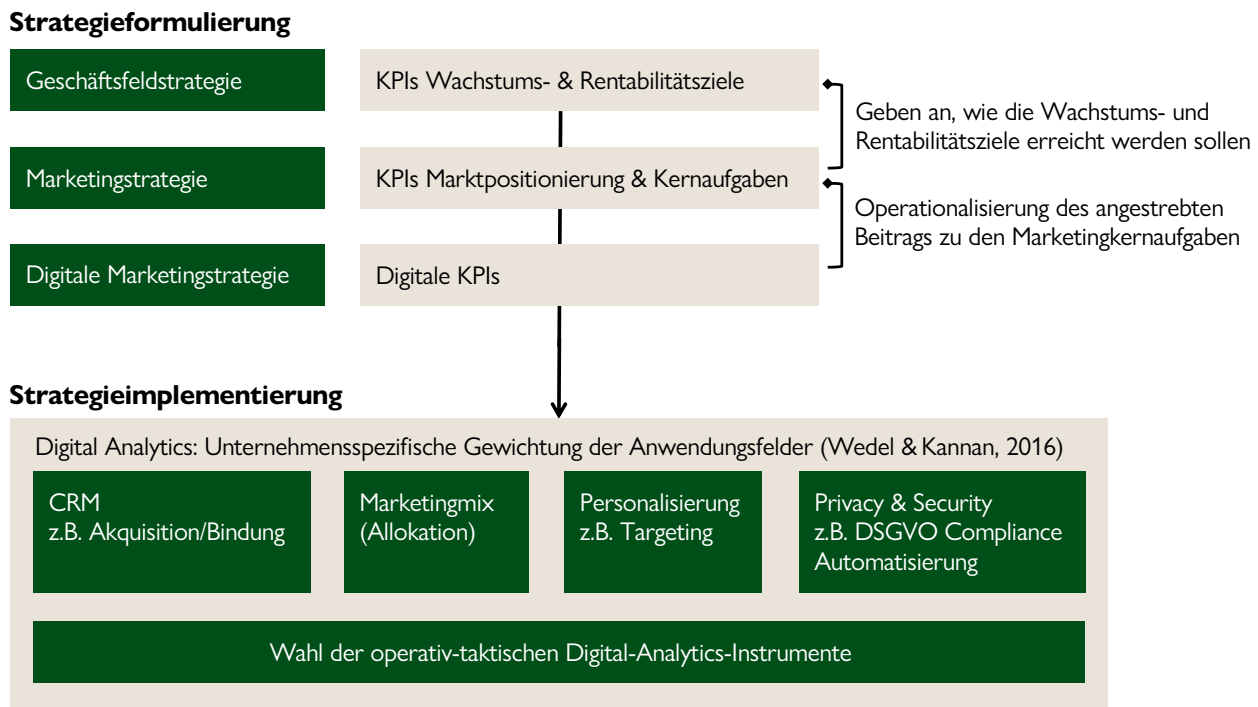 Strategieformulierung
Geschäftsfeldstrategie
KPIs Wachstums- & Rentabilitätsziele
Geben an, wie die Wachstums- und
Rentabilitätsziele erreicht werden sollen
Marketingstrategie
KPIs Marktpositionierung & Kernaufgaben
Operationalisierung des angestrebten
Beitrags zu den Marketingkernaufgaben
Digitale Marketingstrategie
Digitale KPIs
Strategieimplementierung
Digital Analytics: Unternehmensspezifische Gewichtung der Anwendungsfelder (Wedel & Kannan, 2016)
CRM
z.B. Akquisition/Bindung
Marketingmix
(Allokation)
Personalisierung
z.B. Targeting
Privacy & Security
z.B. DSGVO Compliance
Automatisierung
Wahl der operativ-taktischen Digital-Analytics-Instrumente